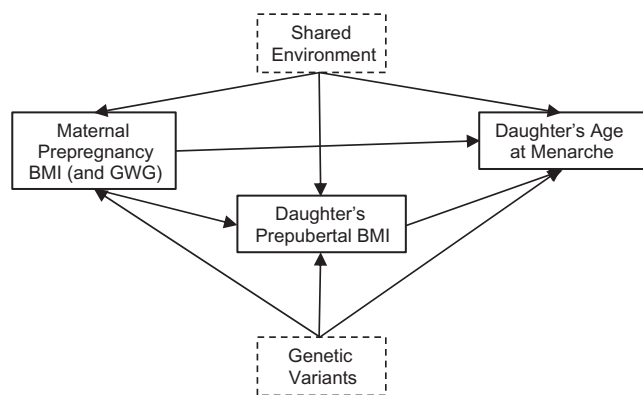 Shared
Environment
Maternal
Prepregnancy
BMI (and GWG)
Daughter's Age
at Menarche
Daughter's
Prepubertal BMI
Genetic
Variants